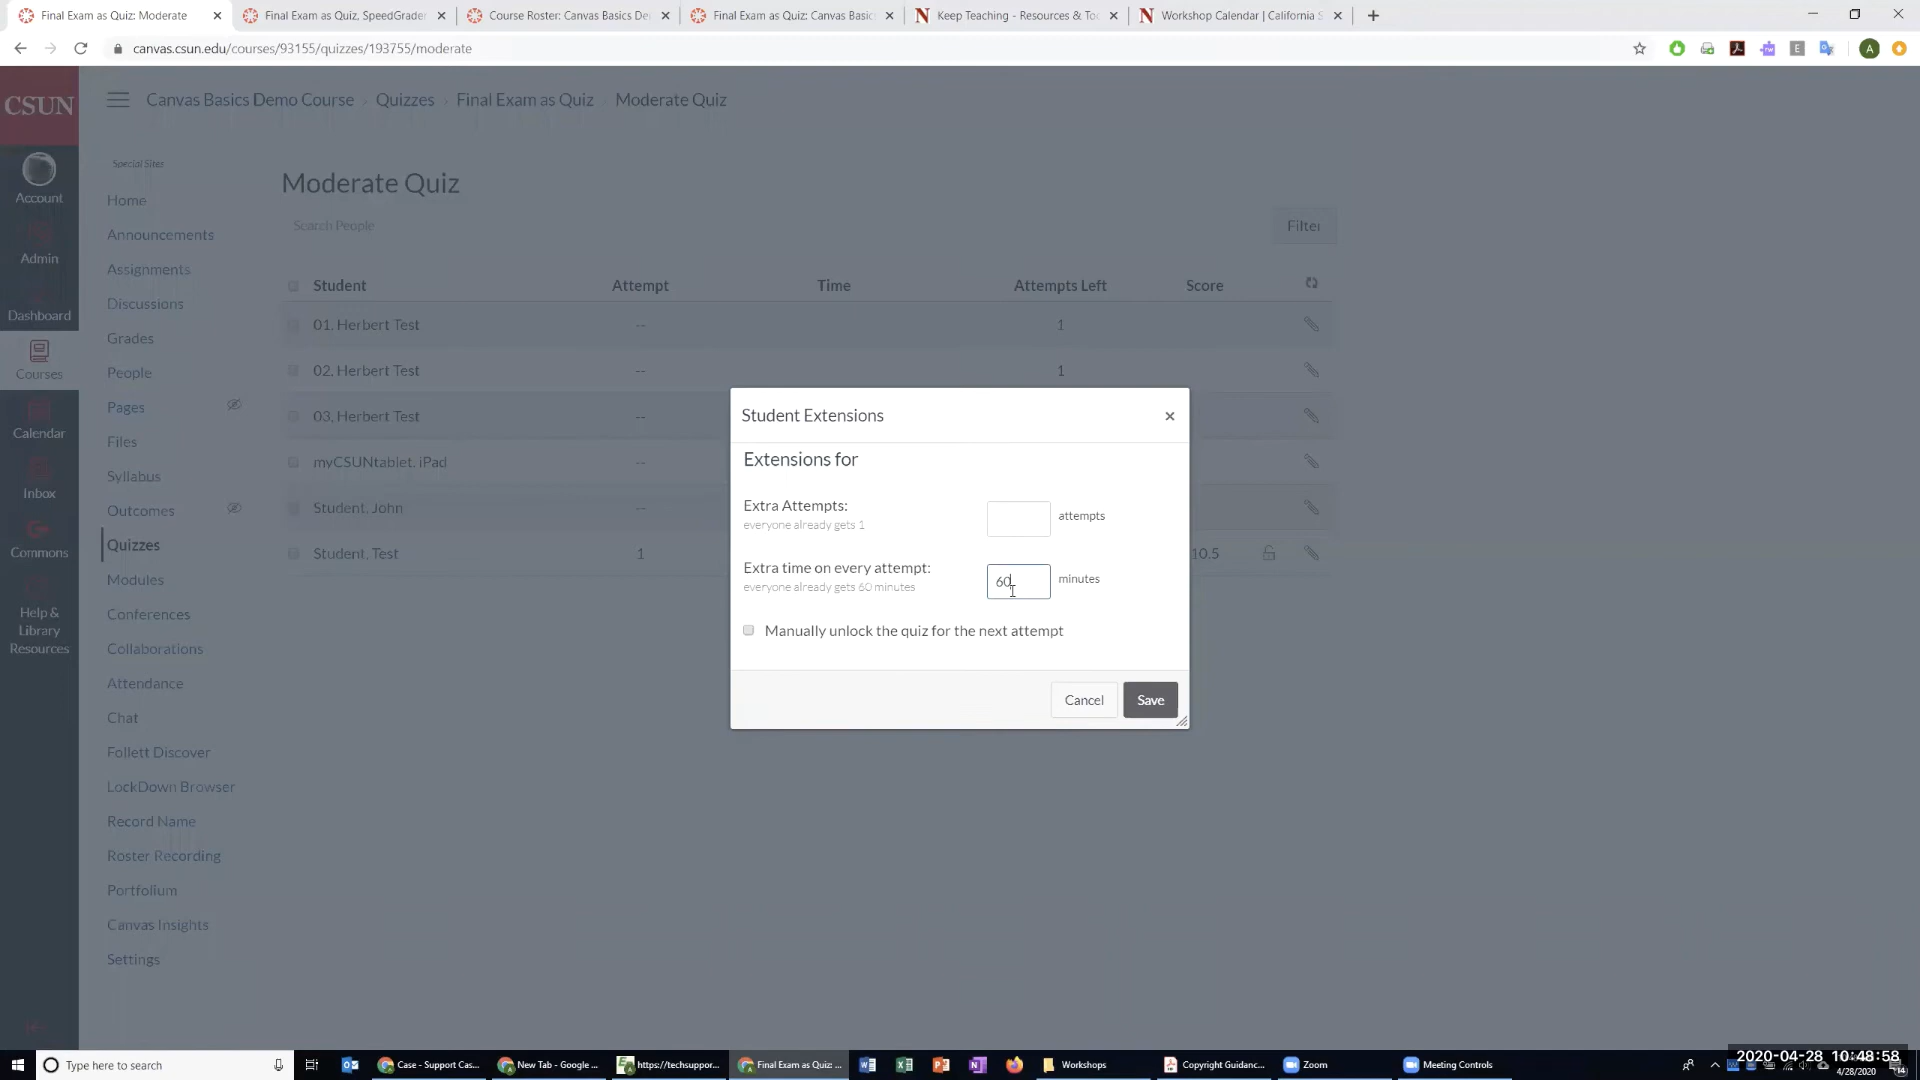 Final Exam as Quiz: Moderate
Final Exam as Quiz, SpeedGrader
Course Roster: Canvas Basics De
Final Exam as Quiz: Canvas Basic
Keep Teaching - Resources & To
Workshop Calendar | California S
canvas.csun.edu/courses/93155/quizzes/193755/moderate
A
CSUN
Canvas Basics Demo Course › Quizzes › Final Exam as Quiz › Moderate Quiz
Account
Admin
Dashboard
Courses
Calendar
Inbox
Commons
Help &
Library
Resources
Special Sites
Home
Announcements
Assignments
Discussions
Grades
People
Pages
Files
Syllabus
Outcomes
Quizzes
Modules
Conferences
Collaborations
Attendance
Chat
Follett Discover
LockDown Browser
Record Name
Roster Recording
Portfolium
Canvas Insights
Settings
Moderate Quiz
Search People
Filter
Student Attempt Time Attempts Left Score
01, Herbert Test -- 1
02, Herbert Test -- 1
03, Herbert Test --
myCSUNtablet, iPad --
Student, John --
Student, Test 1 10.5
Student Extensions
×
Extensions for
Extra Attempts:
everyone already gets 1
attempts
Extra time on every attempt:
everyone already gets 60 minutes
60
minutes
Manually unlock the quiz for the next attempt
Cancel
Save
Type here to search
Case - Support Cas...
New Tab - Google ...
https://techsuppor...
Final Exam as Quiz: ...
Workshops
Copyright Guidanc...
Zoom
Meeting Controls
2020-04-28 10:48:58
4/28/2020